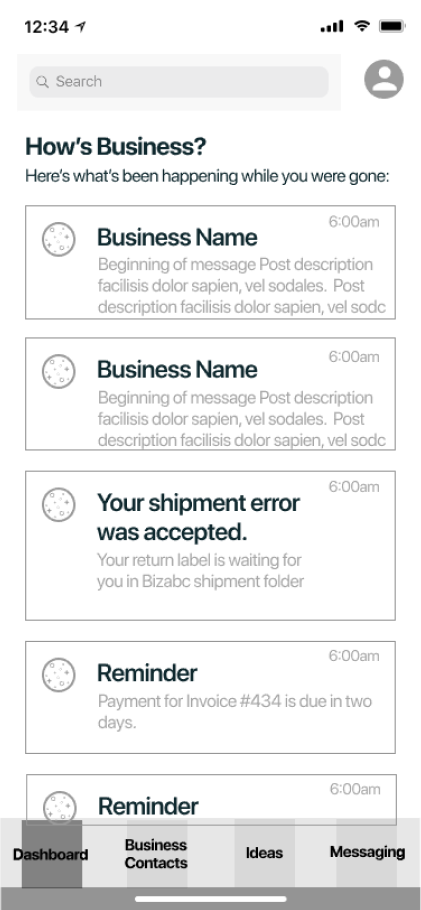 12:34
Search
How's Business?
Here's what's been happening while you were gone:
6:00am
Business Name
Beginning of message Post description
facilisis dolor sapien, vel sodales. Post
description facilisis dolor sapien, vel sodc
6:00am
Business Name
Beginning of message Post description
facilisis dolor sapien, vel sodales. Post
description facilisis dolor sapien, vel sodc
6:00am
Your shipment error
was accepted.
Your return label is waiting for
you in Bizabc shipment folder
6:00am
Reminder
Payment for Invoice #434 is due in two
days.
6:00am
Reminder
Dashboard
Business
Contacts
Ideas
Messaging